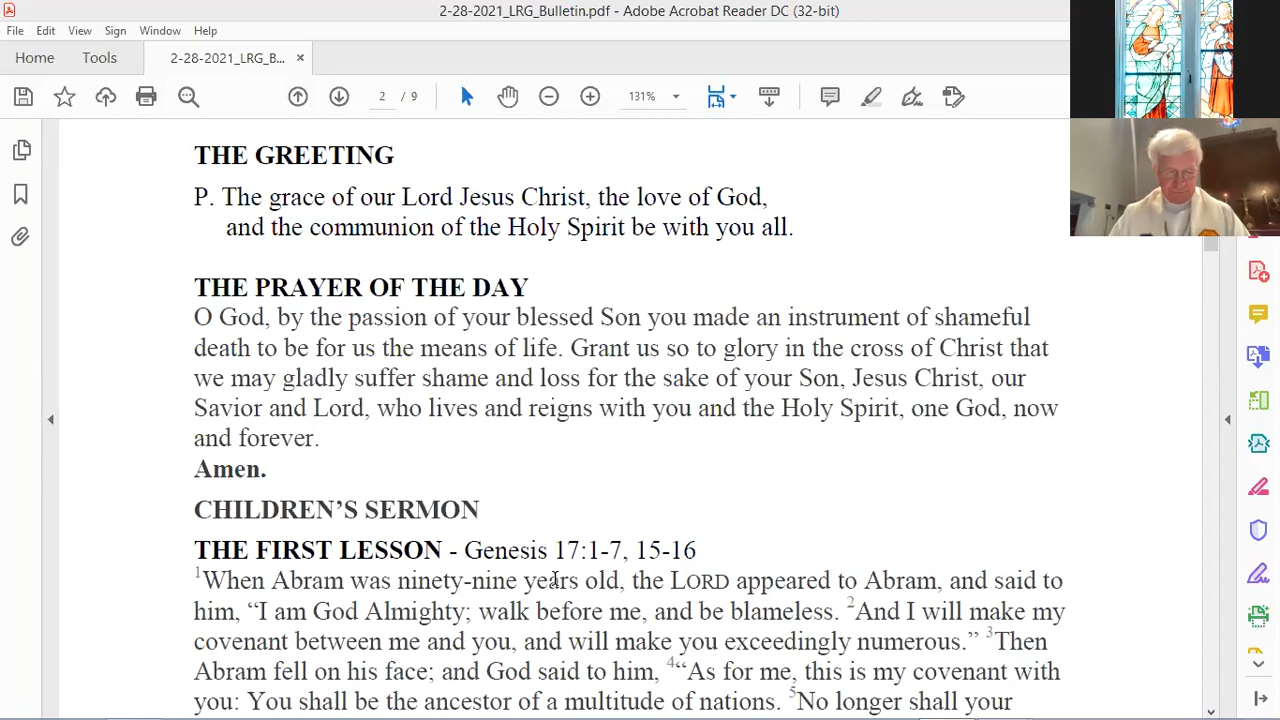 2-28-2021_LRG_Bulletin.pdf - Adobe Acrobat Reader DC (32-bit)
File Edit View Sign Window Help
Home Tools 2-28-2021_LRG_B... ×
2 / 9 131%
THE GREETING
P. The grace of our Lord Jesus Christ, the love of God,
and the communion of the Holy Spirit be with you all.
THE PRAYER OF THE DAY
O God, by the passion of your blessed Son you made an instrument of shameful
death to be for us the means of life. Grant us so to glory in the cross of Christ that
we may gladly suffer shame and loss for the sake of your Son, Jesus Christ, our
Savior and Lord, who lives and reigns with you and the Holy Spirit, one God, now
and forever.
Amen.
CHILDREN’S SERMON
THE FIRST LESSON - Genesis 17:1-7, 15-16
1When Abram was ninety-nine years old, the LORD appeared to Abram, and said to
him, “I am God Almighty; walk before me, and be blameless. 2And I will make my
covenant between me and you, and will make you exceedingly numerous.” 3Then
Abram fell on his face; and God said to him, 4“As for me, this is my covenant with
you: You shall be the ancestor of a multitude of nations. 5No longer shall your